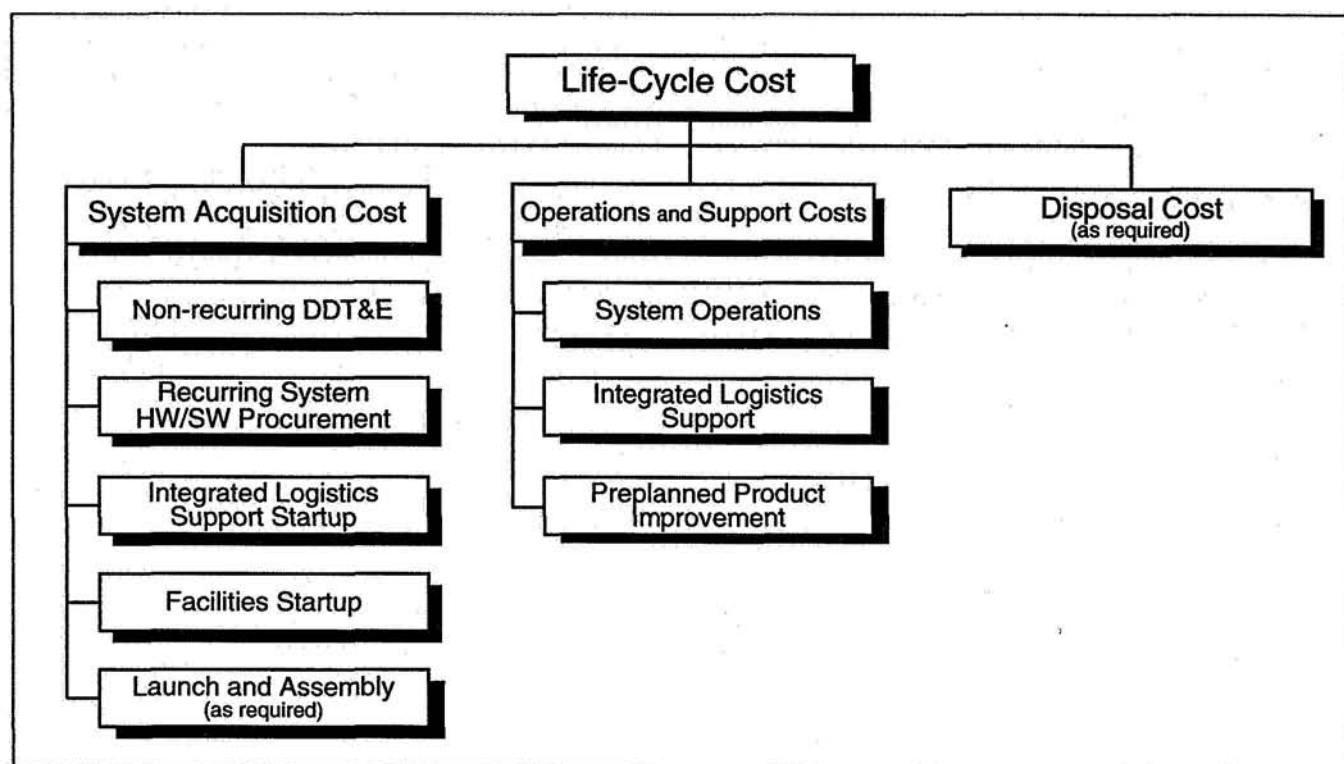 Life-Cycle Cost
System Acquisition Cost
Operations and Support Costs
Disposal Cost
(as required)
Non-recurring DDT&E
System Operations
Recurring System
HW/SW Procurement
Integrated Logistics
Support
Integrated Logistics
Support Startup
Preplanned Product
Improvement
Facilities Startup
Launch and Assembly
(as required)